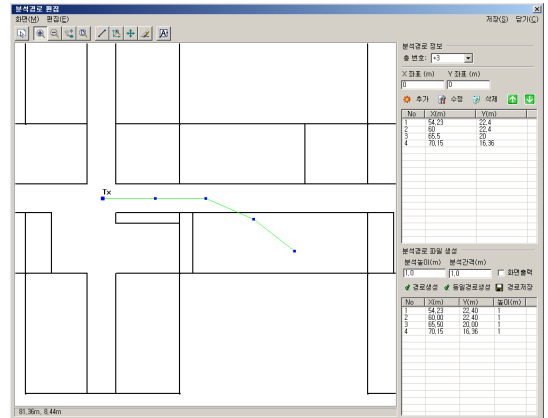 분석경로 편집
화면(M) 편집(E) 저장(S) 닫기(C)
분석경로 정보
층 번호: +3
X 좌표 (m) Y 좌표 (m)
0 0
추가 수정 삭제
No X(m) Y(m)
1 54,23 22,4
2 60 22,4
3 65,5 20
4 70,15 16,36
Tx
분석경로 파일 생성
분석높이(m) 분석간격(m)
1,0 1,0 화면출력
경로생성 동일경로생성 경로저장
No X(m) Y(m) 높이(m)
1 54,23 22,40 1
2 60,00 22,40 1
3 65,50 20,00 1
4 70,15 16,36 1
81,36m, 8,44m